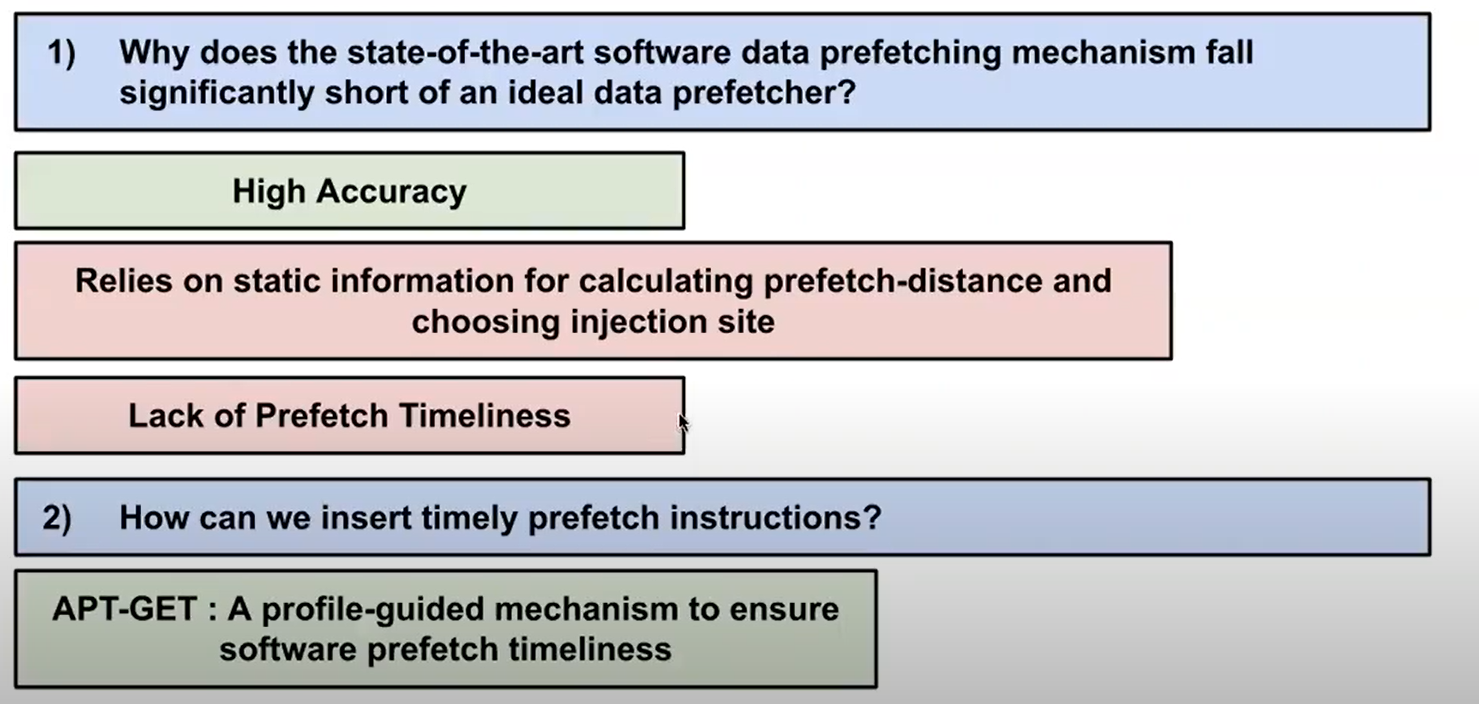 1) Why does the state-of-the-art software data prefetching mechanism fall
significantly short of an ideal data prefetcher?
High Accuracy
Relies on static information for calculating prefetch-distance and
choosing injection site
Lack of Prefetch Timeliness
2) How can we insert timely prefetch instructions?
APT-GET : A profile-guided mechanism to ensure
software prefetch timeliness